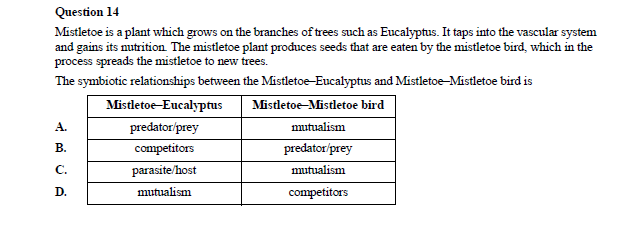 Question 14
Mistletoe is a plant which grows on the branches of trees such as Eucalyptus. It taps into the vascular system
and gains its nutrition. The mistletoe plant produces seeds that are eaten by the mistletoe bird, which in the
process spreads the mistletoe to new trees.
The symbiotic relationships between the Mistletoe–Eucalyptus and Mistletoe–Mistletoe bird is
Mistletoe–Eucalyptus Mistletoe–Mistletoe bird
A. predator/prey mutualism
B. competitors predator/prey
C. parasite/host mutualism
D. mutualism competitors